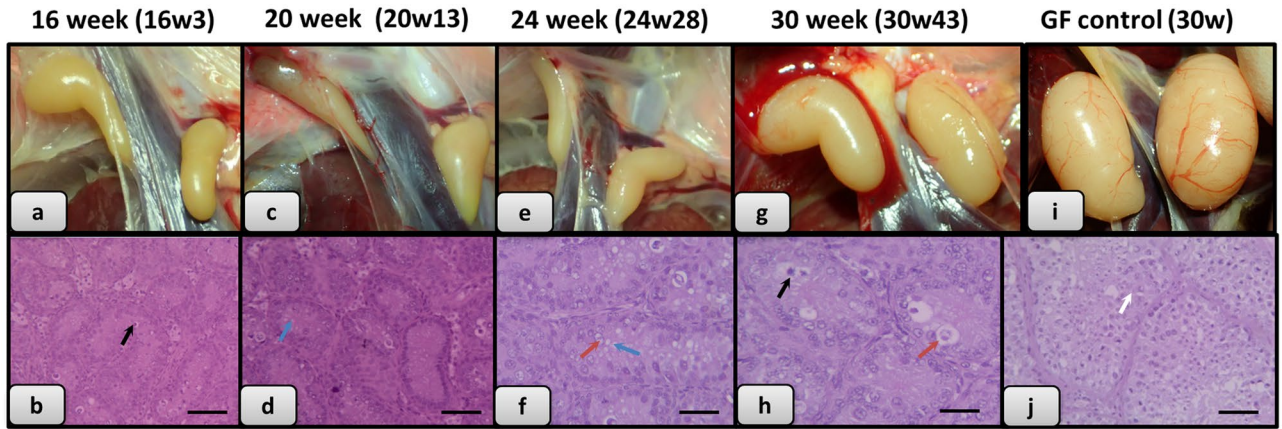 16 week (16w3) 20 week (20w13) 24 week (24w28) 30 week (30w43) GF control (30w)
a c e g i
b d f h j